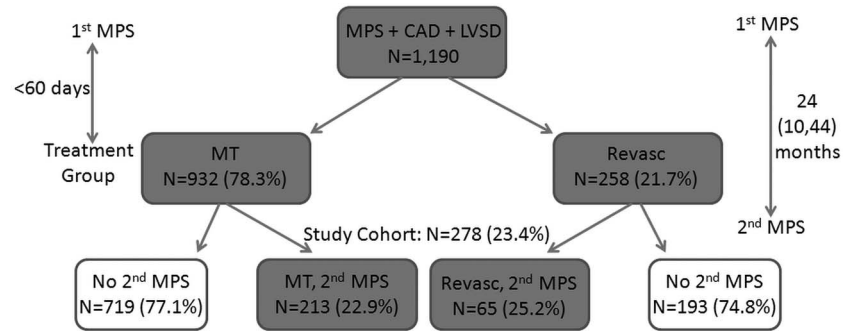 1st MPS
MPS + CAD + LVSD
N=1,190
1st MPS
<60 days
24
(10,44)
months
Treatment
Group
MT
N=932 (78.3%)
Revasc
N=258 (21.7%)
2nd MPS
Study Cohort: N=278 (23.4%)
No 2nd MPS
N=719 (77.1%)
MT, 2nd MPS
N=213 (22.9%)
Revasc, 2nd MPS
N=65 (25.2%)
No 2nd MPS
N=193 (74.8%)